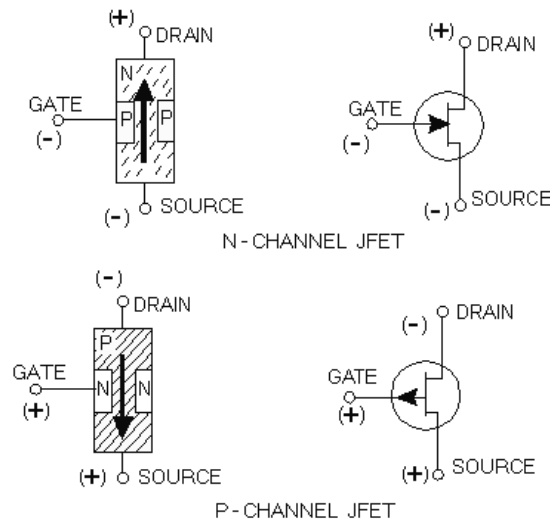 (+)
DRAIN
N
GATE
(-)
P P
(-)
SOURCE
(+)
DRAIN
GATE
(-)
(-)
SOURCE
N-CHANNEL JFET
(-)
DRAIN
P
GATE
(+)
N N
(+)
SOURCE
(-)
DRAIN
GATE
(+)
(+)
SOURCE
P-CHANNEL JFET